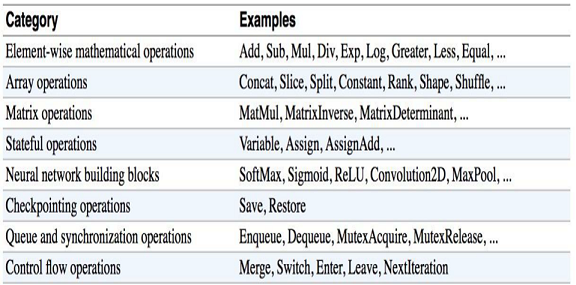 Category Examples
Element-wise mathematical operations Add, Sub, Mul, Div, Exp, Log, Greater, Less, Equal, ...
Array operations Concat, Slice, Split, Constant, Rank, Shape, Shuffle, ...
Matrix operations MatMul, MatrixInverse, MatrixDeterminant, ...
Stateful operations Variable, Assign, AssignAdd, ...
Neural network building blocks SoftMax, Sigmoid, ReLU, Convolution2D, MaxPool, ...
Checkpointing operations Save, Restore
Queue and synchronization operations Enqueue, Dequeue, MutexAcquire, MutexRelease, ...
Control flow operations Merge, Switch, Enter, Leave, NextIteration